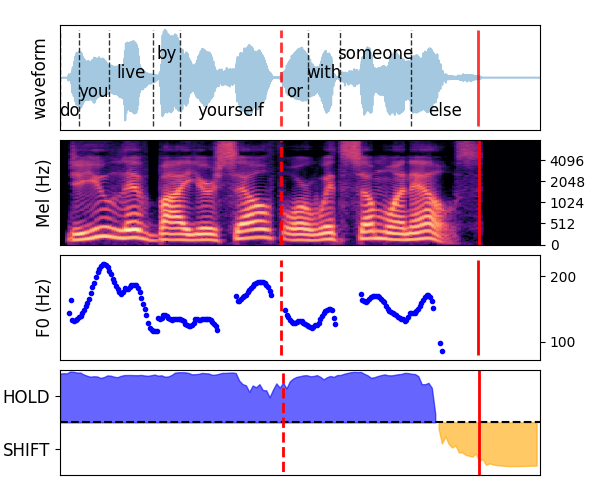 waveform
by
someone
live
with
you
or
do
yourself
else
Mel (Hz)
4096
2048
1024
512
0
F0 (Hz)
200
100
HOLD
SHIFT